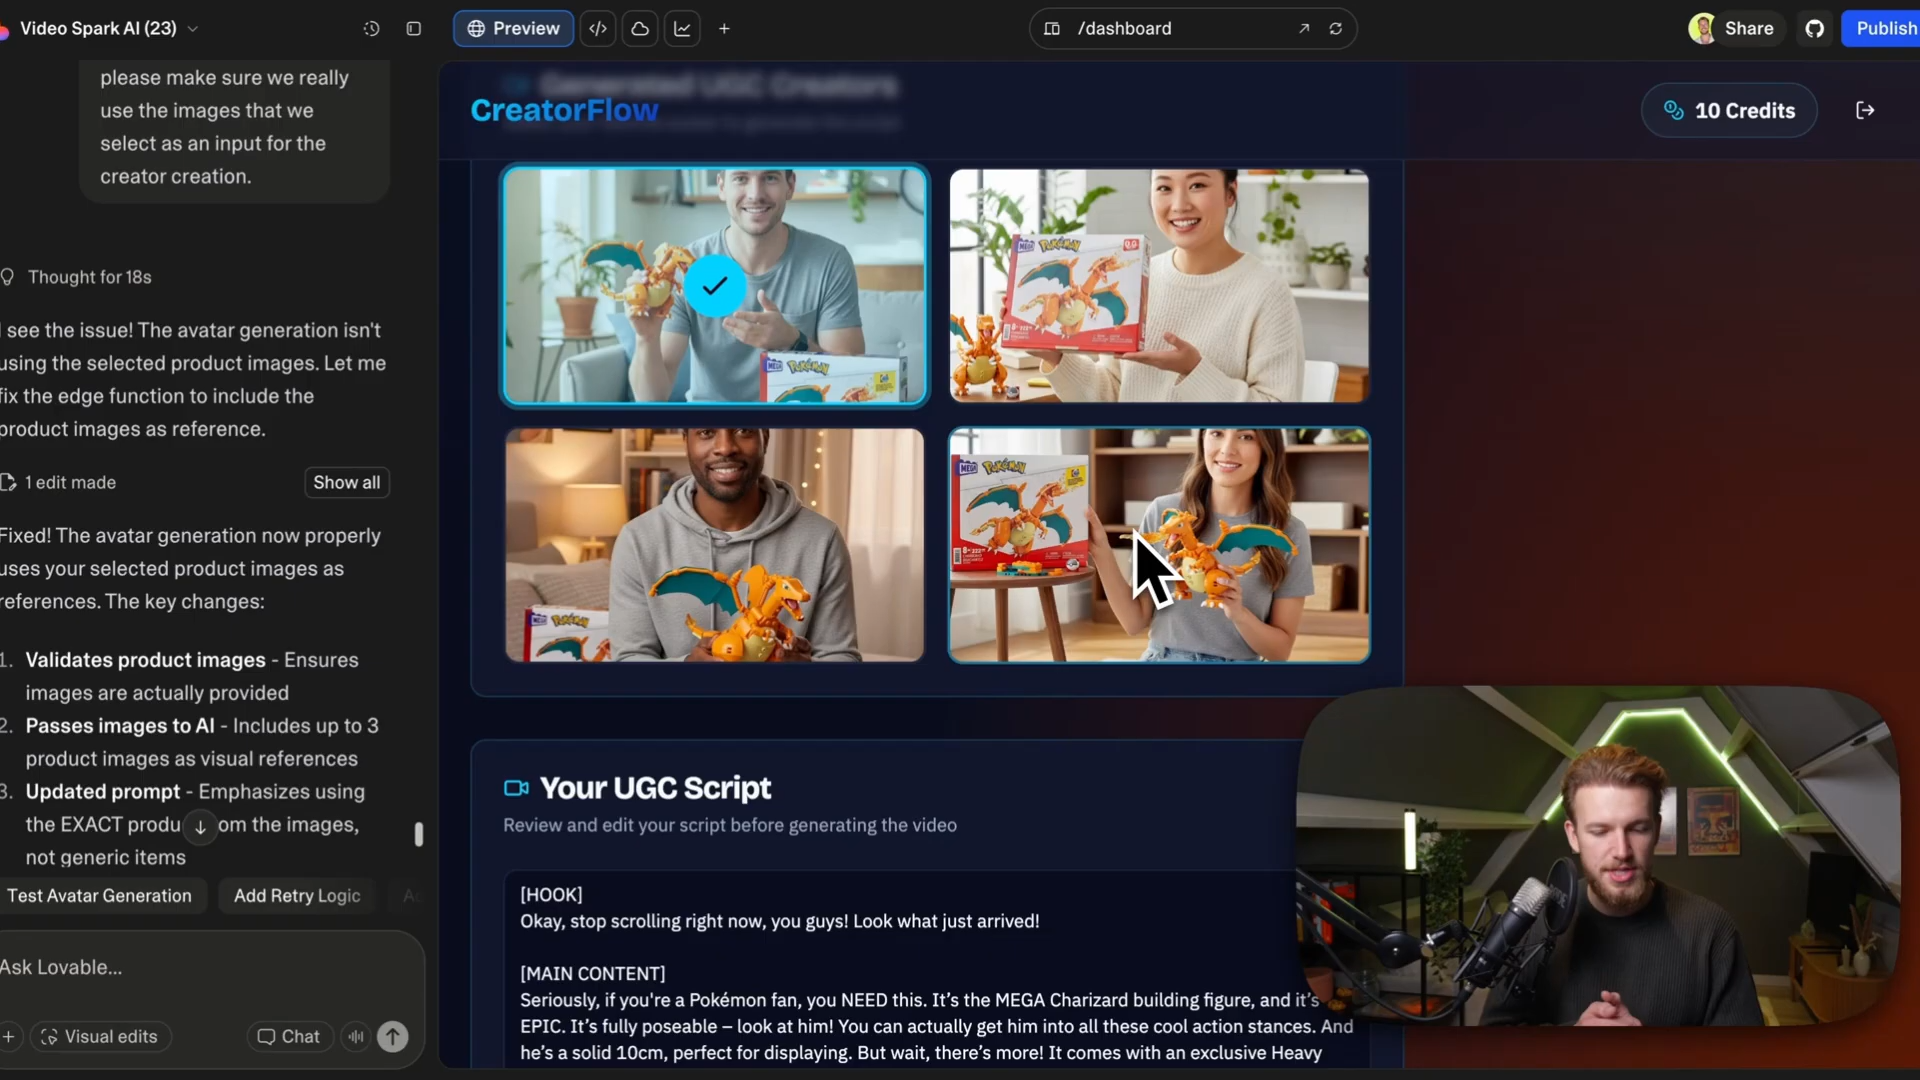 Video Spark AI (23)
Preview
/dashboard
Share
Publish
please make sure we really
use the images that we
select as an input for the
creator creation.
Thought for 18s
I see the issue! The avatar generation isn't
using the selected product images. Let me
fix the edge function to include the
product images as reference.
1 edit made
Show all
Fixed! The avatar generation now properly
uses your selected product images as
references. The key changes:
1. Validates product images - Ensures
images are actually provided
2. Passes images to AI - Includes up to 3
product images as visual references
3. Updated prompt - Emphasizes using
the EXACT produ om the images,
not generic items
Test Avatar Generation
Add Retry Logic
Ask Lovable...
Visual edits
Chat
Generated UGC Creators
CreatorFlow
10 Credits
MEGA
POKÉMON
MEGA
POKÉMON
POKÉMON
MEGA
POKÉMON
Your UGC Script
Review and edit your script before generating the video
[HOOK]
Okay, stop scrolling right now, you guys! Look what just arrived!
[MAIN CONTENT]
Seriously, if you're a Pokémon fan, you NEED this. It's the MEGA Charizard building figure, and it's
EPIC. It's fully poseable – look at him! You can actually get him into all these cool action stances. And
he's a solid 10cm, perfect for displaying. But wait, there's more! It comes with an exclusive Heavy